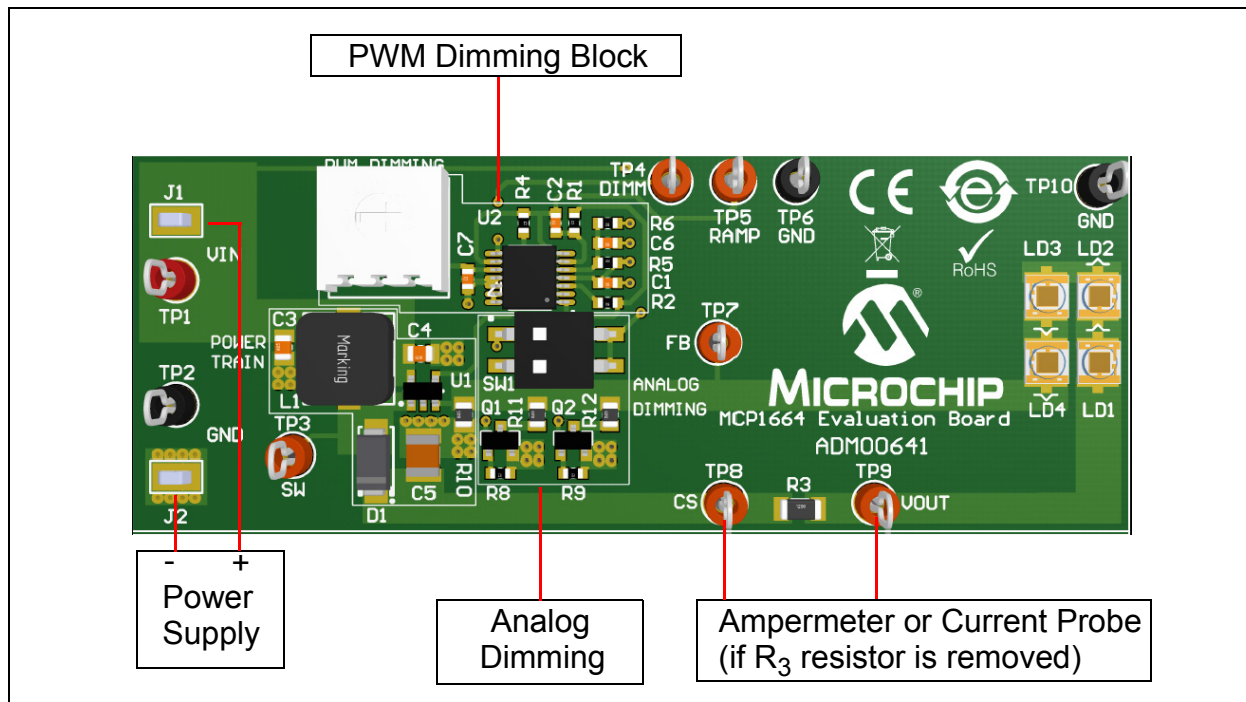 PWM Dimming Block
PWM DIMMING
J1
VIN
TP1
TP2
GND
J2
C3
POWER
TRAIN
L1
Marking
TP3
SW
C4
U1
D1
C5
R10
U2
R4
C2
R1
C7
R6
C6
R5
C1
R2
SW1
ANALOG
DIMMING
Q1
R11
Q2
R12
R8
R9
TP4
DIMM
TP5
RAMP
TP6
GND
TP7
FB
CE
e
RoHS
TP10
GND
LD3
LD2
LD4
LD1
MICROCHIP
®
MCP1664 Evaluation Board
ADM00641
TP8
CS
R3
TP9
VOUT
- +
Power
Supply
Analog
Dimming
Ampermeter or Current Probe
(if R3 resistor is removed)